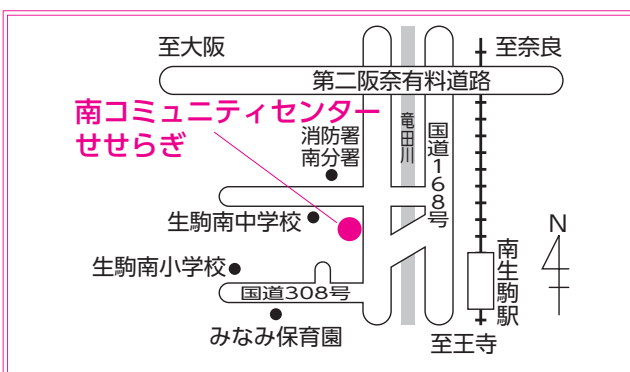 至大阪
至奈良
第二阪奈有料道路
南コミュニティセンター
せせらぎ
消防署
南分署
竜田川
国道168号
生駒南中学校
N
生駒南小学校
南生駒駅
国道308号
みなみ保育園
至王寺